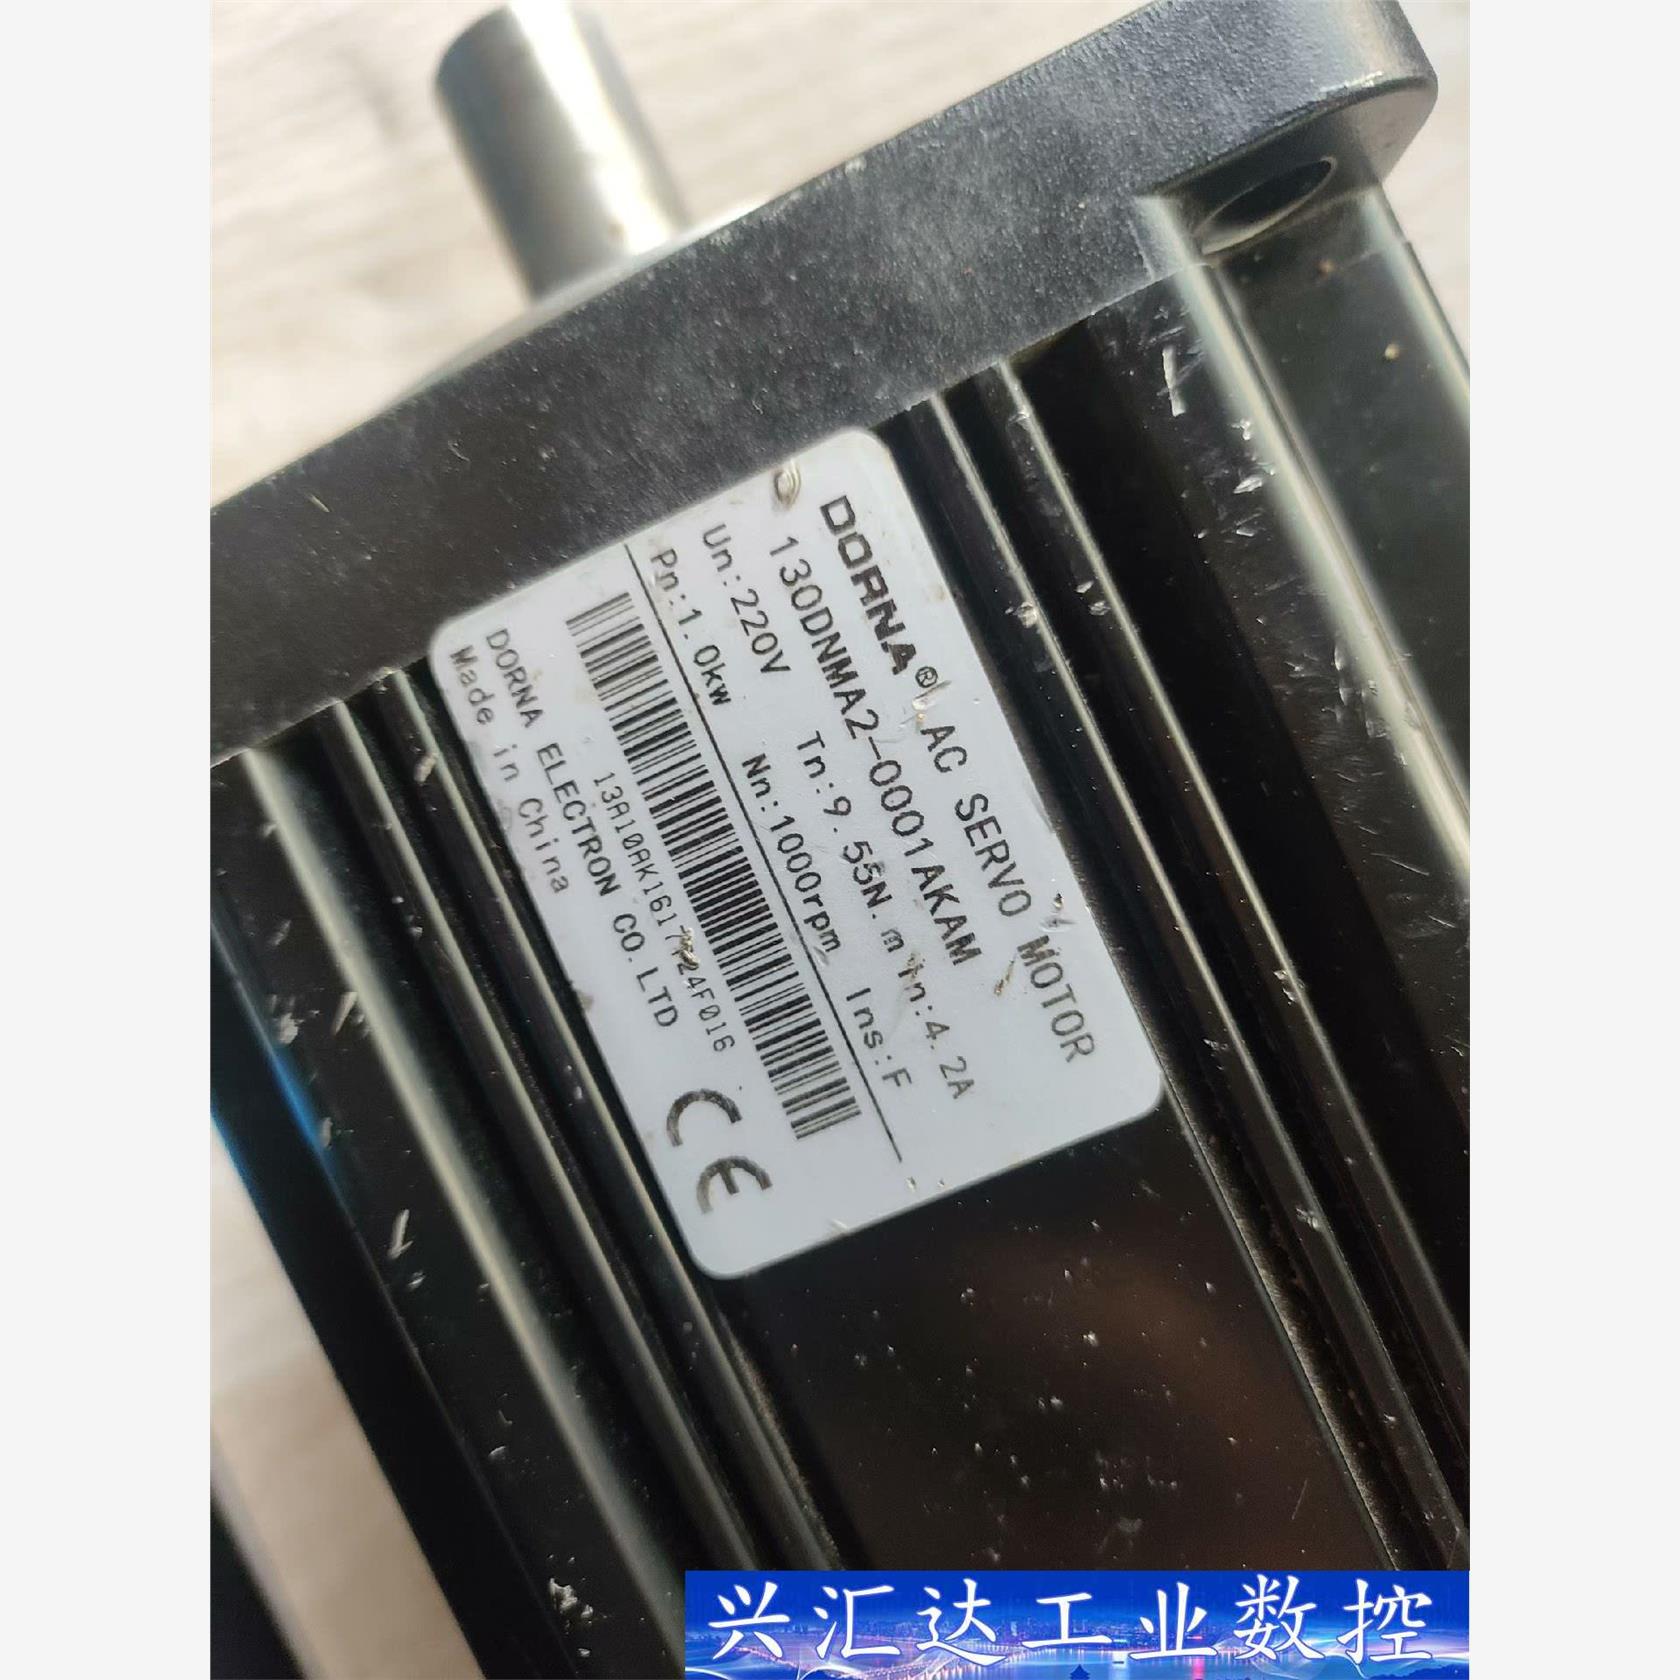 DORNA® AC SERVO MOTOR
130DNMA2-0001AKAM
Un:220V Tn:9.55N.m In:4.2A
Pn:1.0kw Nn:1000rpm Ins:F
DORNA ELECTRON CO.LTD
Made in China
CE
兴汇达工业数控